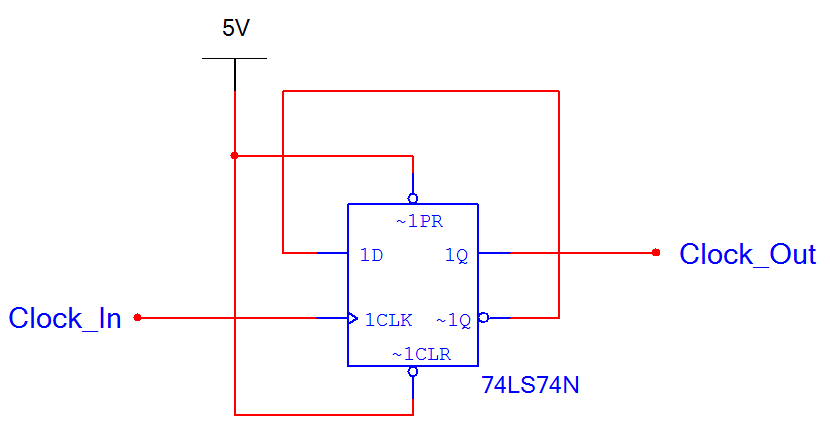 5V
~1PR
1D
1Q
Clock_Out
Clock_In
1CLK
~1Q
~1CLR
74LS74N